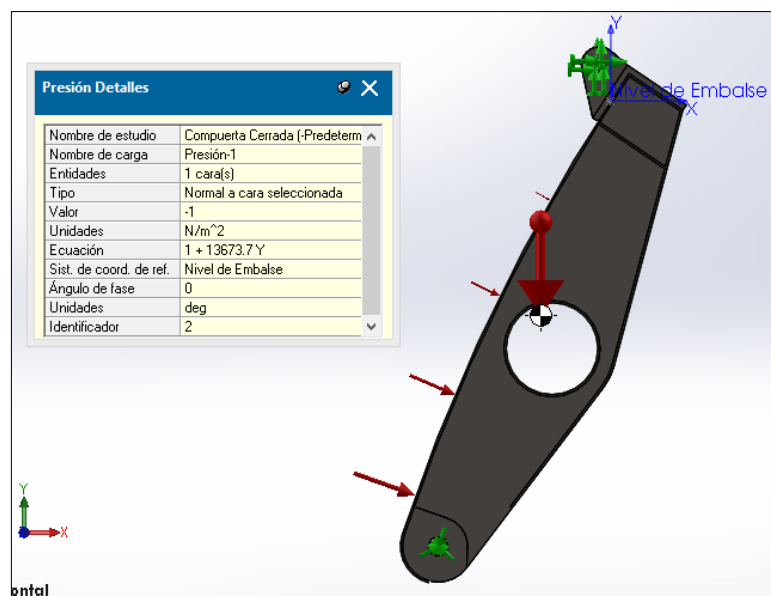 Presión Detalles
Nombre de estudio Compuerta Cerrada (-Predeterm
Nombre de carga Presión-1
Entidades 1 cara(s)
Tipo Normal a cara seleccionada
Valor -1
Unidades N/m^2
Ecuación 1 + 13673.7 Y
Sist. de coord. de ref. Nivel de Embalse
Ángulo de fase 0
Unidades deg
Identificador 2
Y
Nivel de Embalse
X
Y
X
ontal